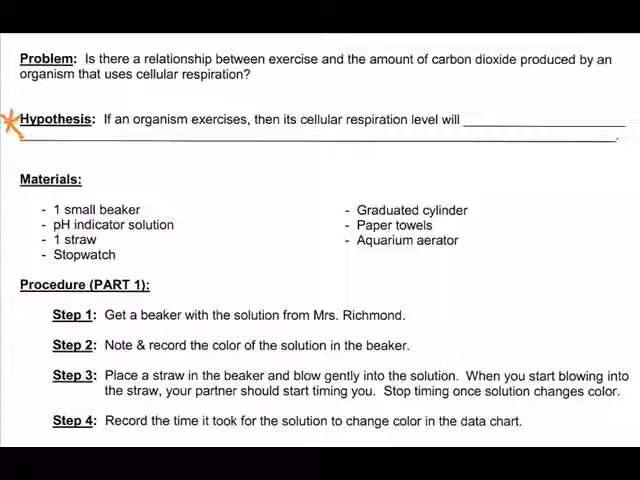 Problem: Is there a relationship between exercise and the amount of carbon dioxide produced by an
organism that uses cellular respiration?
Hypothesis: If an organism exercises, then its cellular respiration level will ____________________
____________________.
Materials:
- 1 small beaker
- pH indicator solution
- 1 straw
- Stopwatch
- Graduated cylinder
- Paper towels
- Aquarium aerator
Procedure (PART 1):
Step 1: Get a beaker with the solution from Mrs. Richmond.
Step 2: Note & record the color of the solution in the beaker.
Step 3: Place a straw in the beaker and blow gently into the solution. When you start blowing into
the straw, your partner should start timing you. Stop timing once solution changes color.
Step 4: Record the time it took for the solution to change color in the data chart.